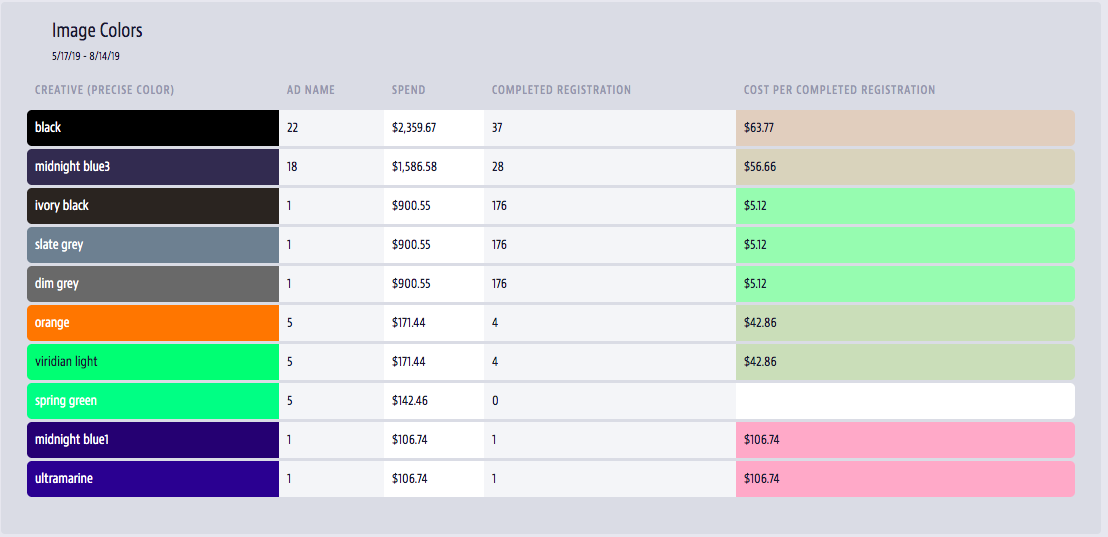 Image Colors
5/17/19 - 8/14/19
CREATIVE (PRECISE COLOR) AD NAME SPEND COMPLETED REGISTRATION COST PER COMPLETED REGISTRATION
black 22 $2,359.67 37 $63.77
midnight blue3 18 $1,586.58 28 $56.66
ivory black 1 $900.55 176 $5.12
slate grey 1 $900.55 176 $5.12
dim grey 1 $900.55 176 $5.12
orange 5 $171.44 4 $42.86
viridian light 5 $171.44 4 $42.86
spring green 5 $142.46 0
midnight blue1 1 $106.74 1 $106.74
ultramarine 1 $106.74 1 $106.74